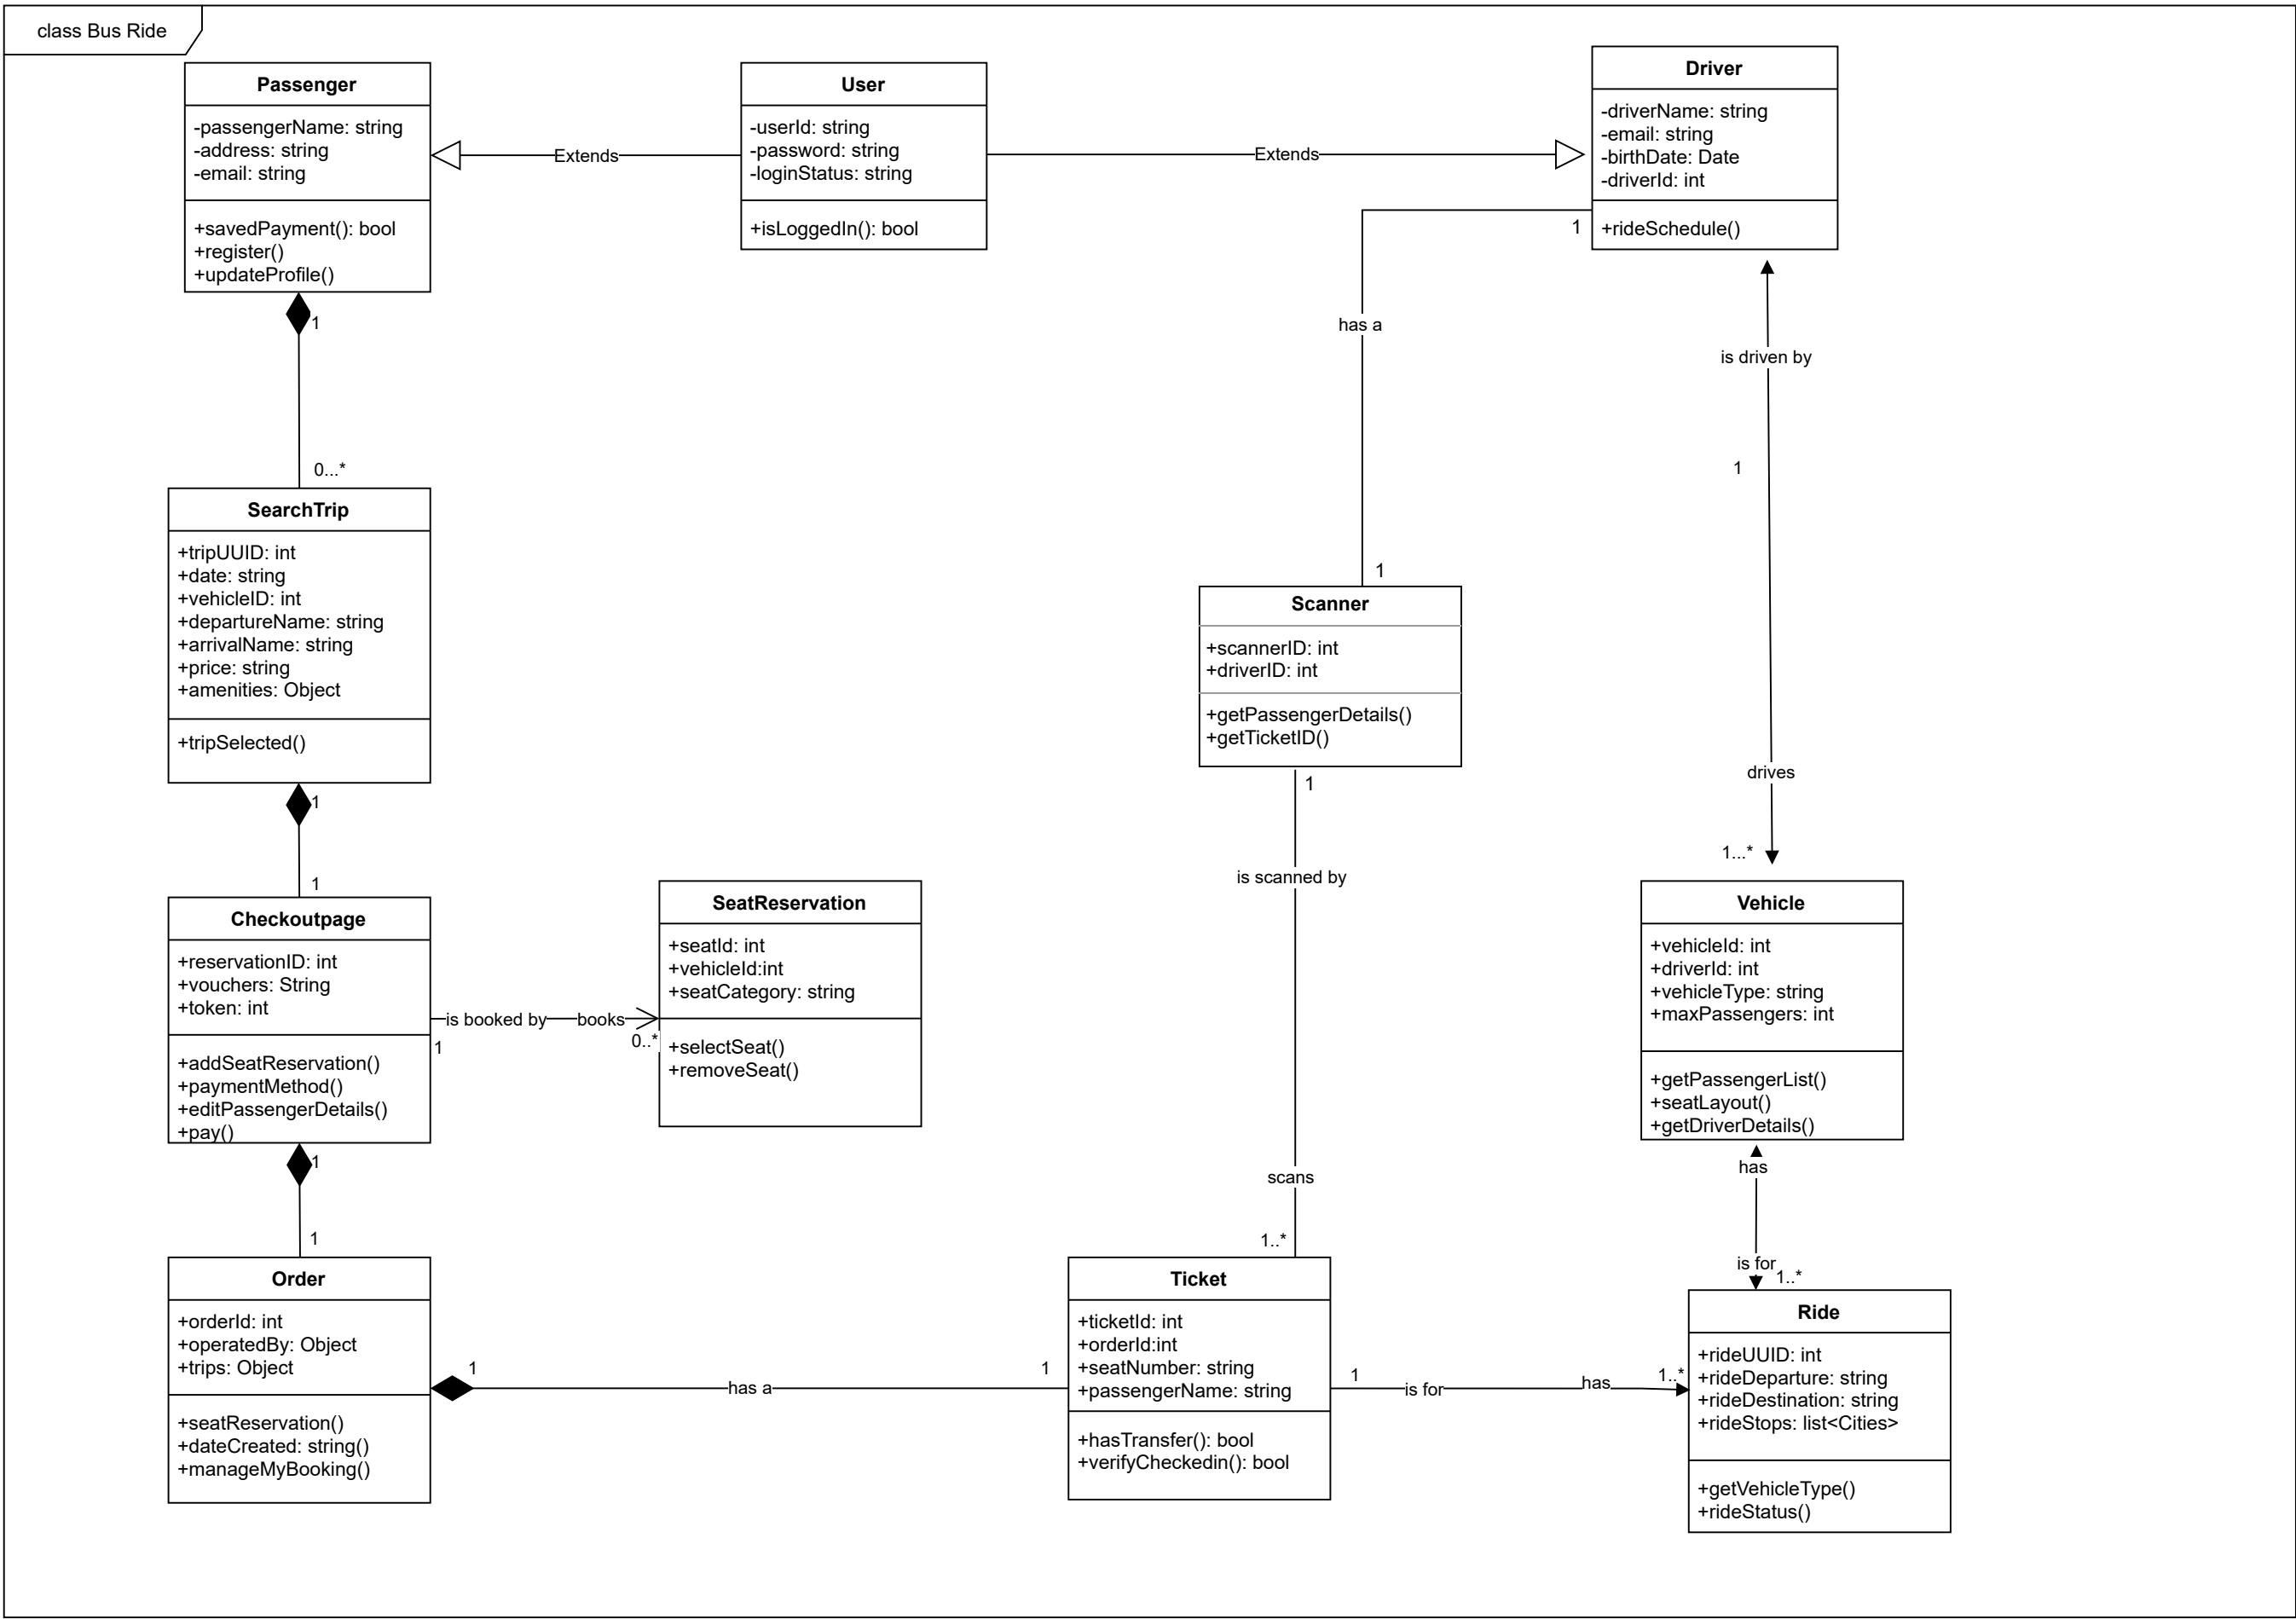 class Bus Ride
Passenger
-passengerName: string
-address: string
-email: string
+savedPayment(): bool
+register()
+updateProfile()
Extends
User
-userId: string
-password: string
-loginStatus: string
+isLoggedIn(): bool
Extends
Driver
-driverName: string
-email: string
-birthDate: Date
-driverId: int
+rideSchedule()
1
1
has a
is driven by
1
0...*
1
drives
1...*
SearchTrip
+tripUUID: int
+date: string
+vehicleID: int
+departureName: string
+arrivalName: string
+price: string
+amenities: Object
+tripSelected()
Scanner
+scannerID: int
+driverID: int
+getPassengerDetails()
+getTicketID()
1
1
1
is scanned by
scans
1..*
Checkoutpage
+reservationID: int
+vouchers: String
+token: int
+addSeatReservation()
+paymentMethod()
+editPassengerDetails()
+pay()
is booked by
books
1
0..*
SeatReservation
+seatId: int
+vehicleId:int
+seatCategory: string
+selectSeat()
+removeSeat()
Vehicle
+vehicleId: int
+driverId: int
+vehicleType: string
+maxPassengers: int
+getPassengerList()
+seatLayout()
+getDriverDetails()
has
is for
1..*
1
1
Order
+orderId: int
+operatedBy: Object
+trips: Object
+seatReservation()
+dateCreated: string()
+manageMyBooking()
1
has a
1
Ticket
+ticketId: int
+orderId:int
+seatNumber: string
+passengerName: string
+hasTransfer(): bool
+verifyCheckedin(): bool
1
is for
has
1..*
Ride
+rideUUID: int
+rideDeparture: string
+rideDestination: string
+rideStops: list<Cities>
+getVehicleType()
+rideStatus()